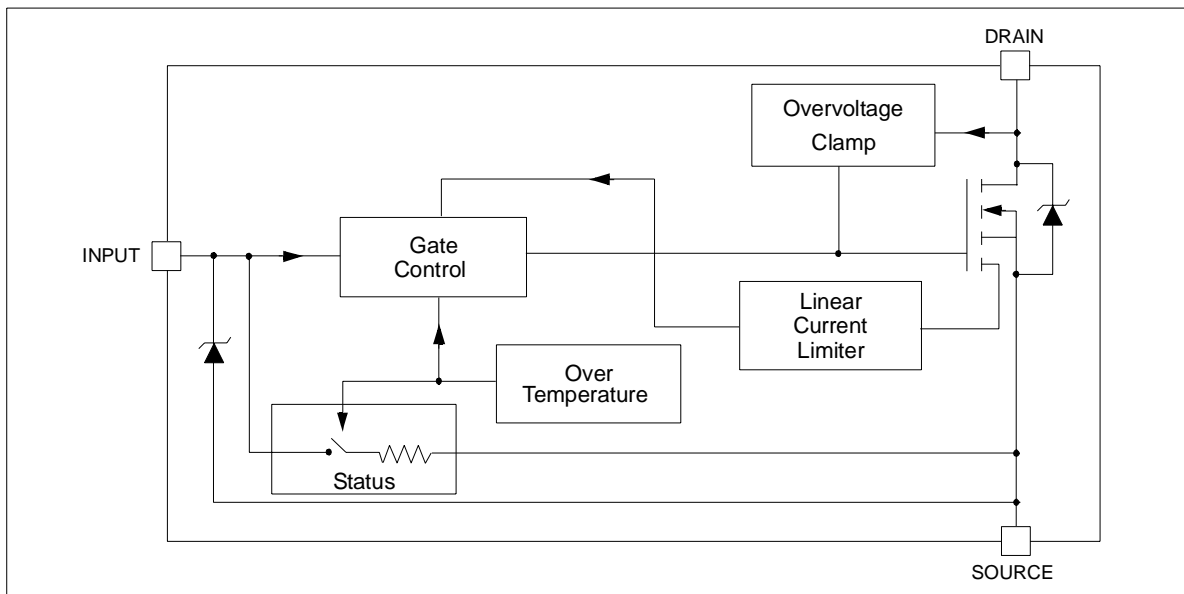 DRAIN
Overvoltage
Clamp
INPUT
Gate
Control
Linear
Current
Limiter
Over
Temperature
Status
SOURCE